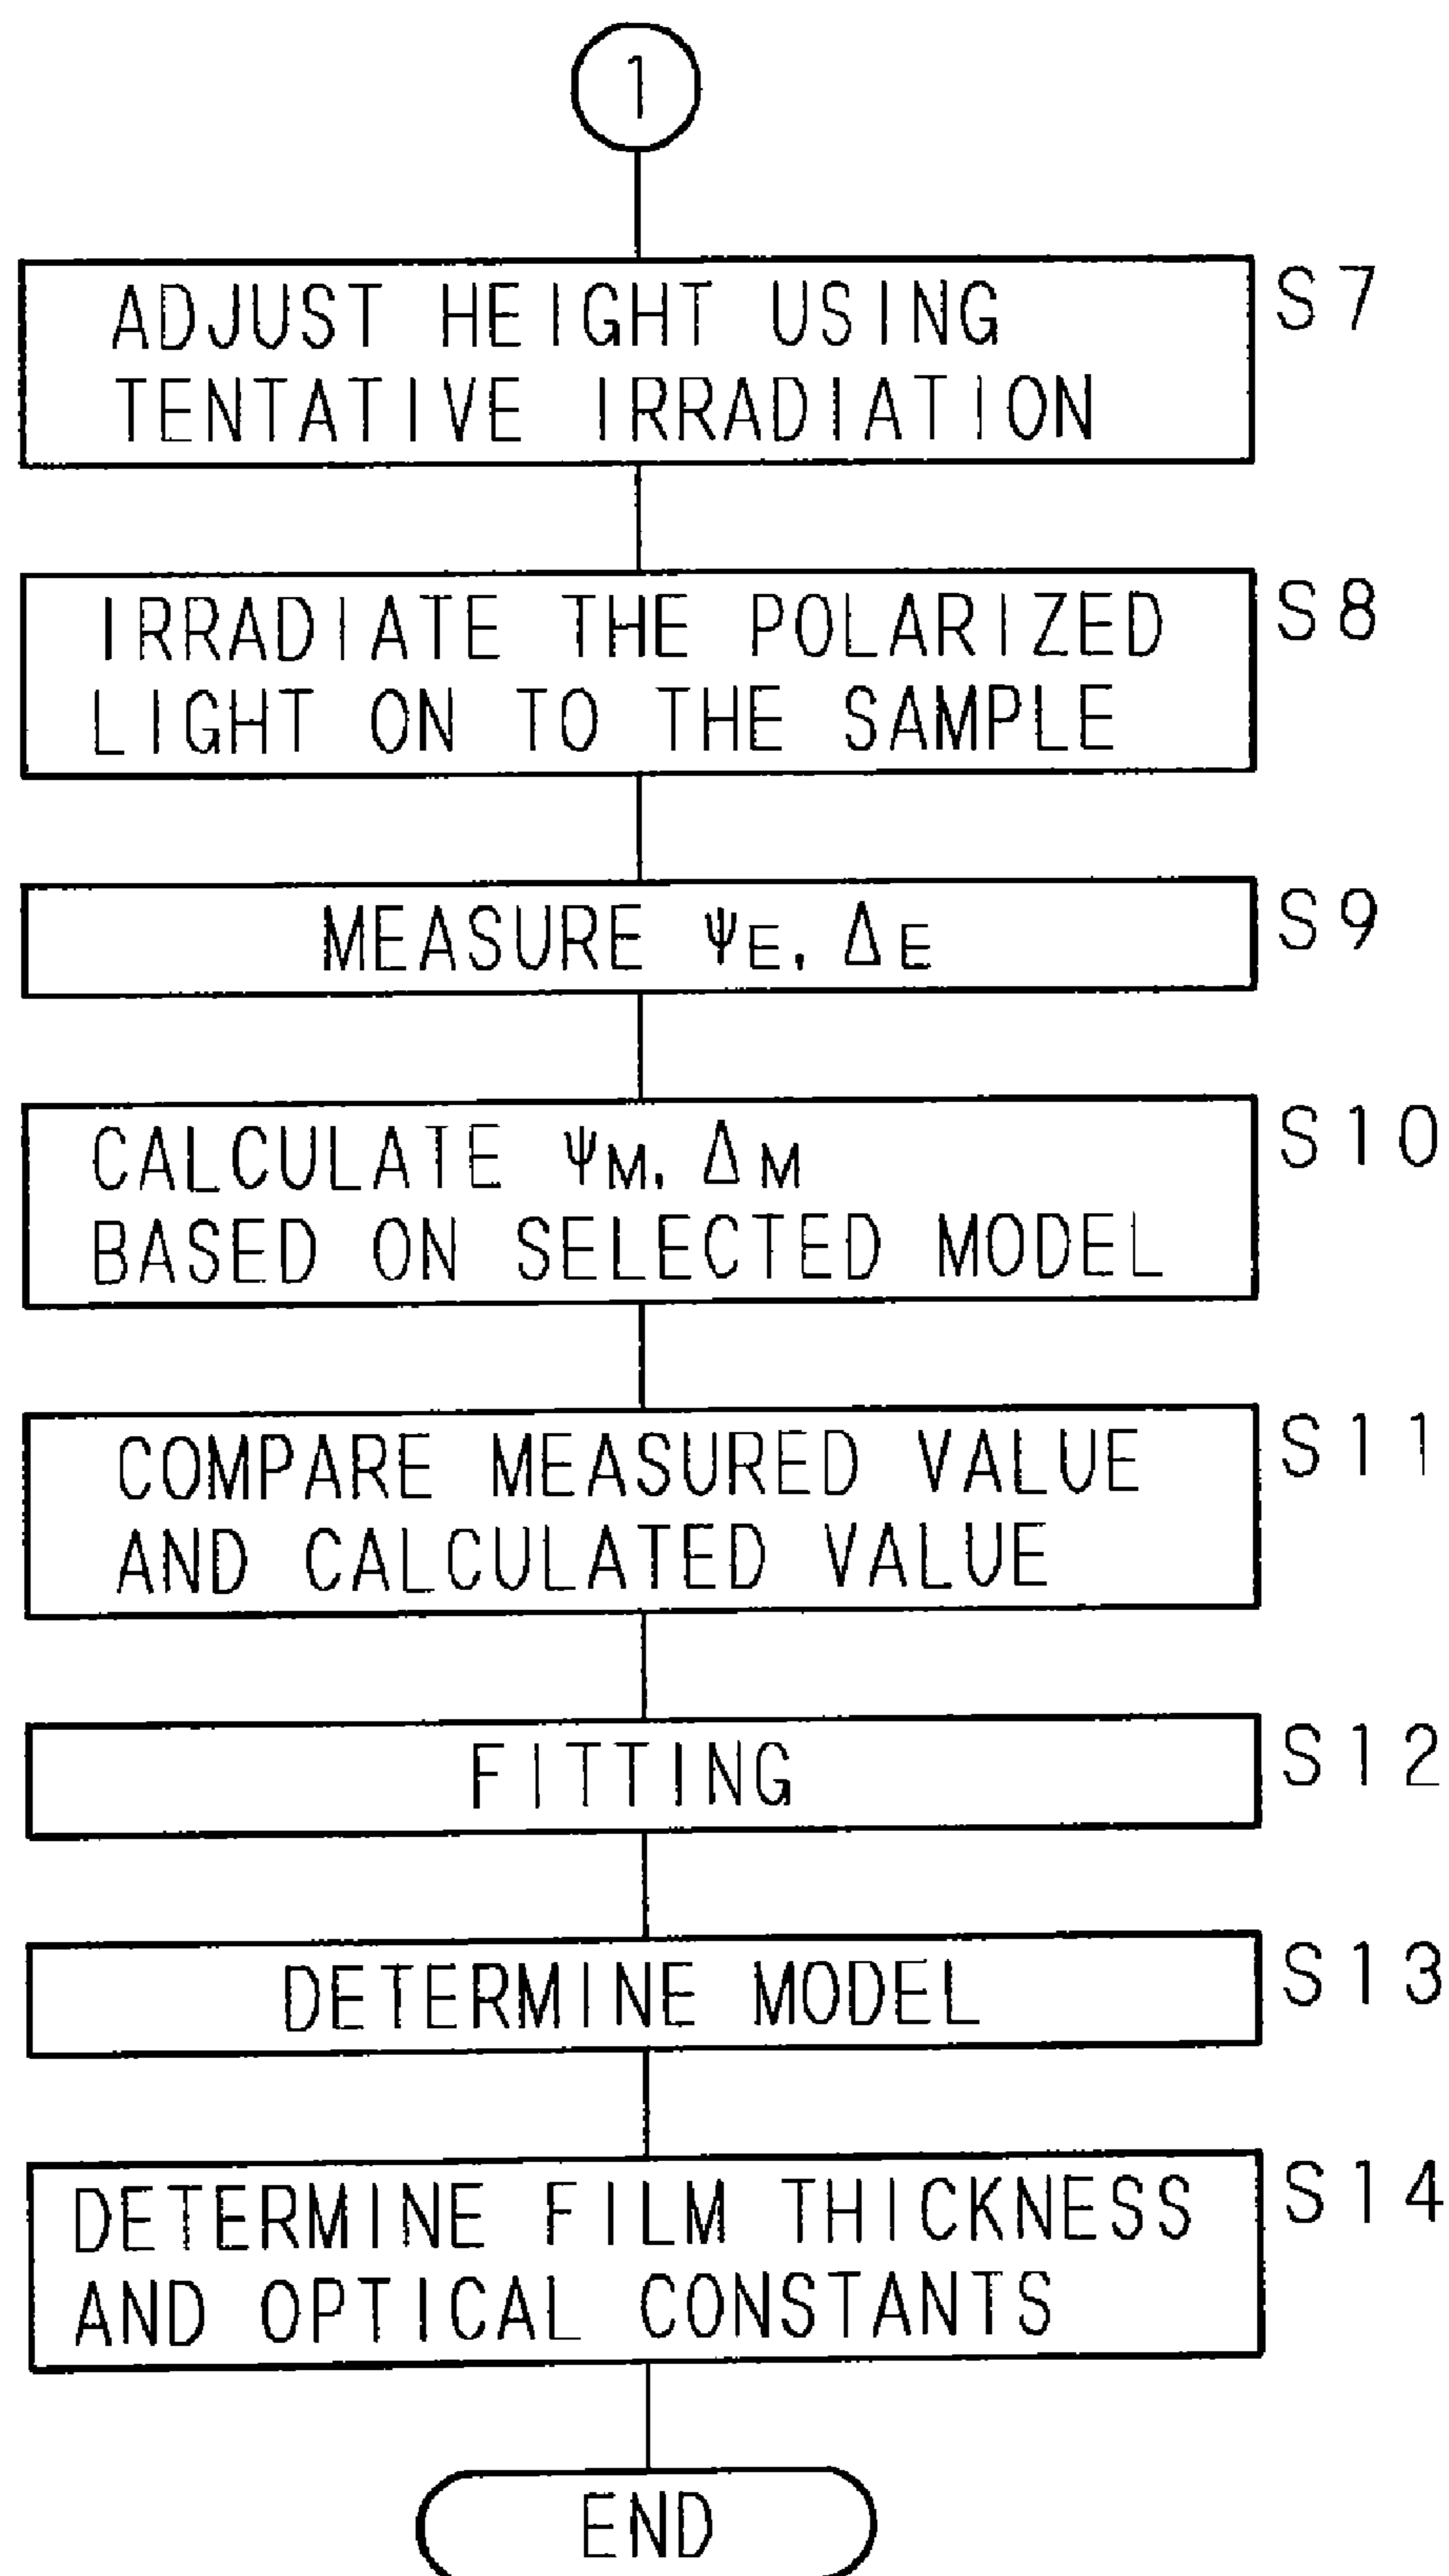 1
ADJUST HEIGHT USING
TENTATIVE IRRADIATION
S7
IRRADIATE THE POLARIZED
LIGHT ON TO THE SAMPLE
S8
MEASURE ψE, ΔE
S9
CALCULATE ψM, ΔM
BASED ON SELECTED MODEL
S10
COMPARE MEASURED VALUE
AND CALCULATED VALUE
S11
FITTING
S12
DETERMINE MODEL
S13
DETERMINE FILM THICKNESS
AND OPTICAL CONSTANTS
S14
END